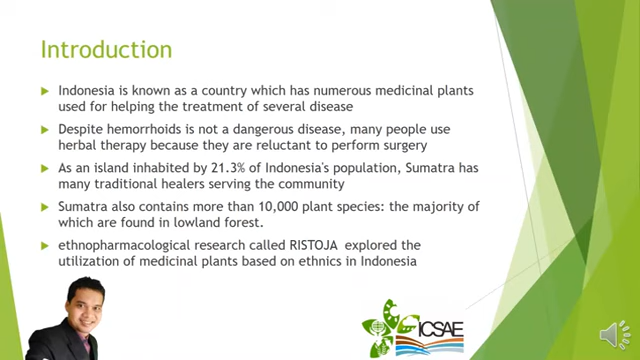 Introduction
Indonesia is known as a country which has numerous medicinal plants
used for helping the treatment of several disease
Despite hemorrhoids is not a dangerous disease, many people use
herbal therapy because they are reluctant to perform surgery
As an island inhabited by 21.3% of Indonesia's population, Sumatra has
many traditional healers serving the community
Sumatra also contains more than 10,000 plant species: the majority of
which are found in lowland forest.
ethnopharmacological research called RISTOJA explored the
utilization of medicinal plants based on ethnics in Indonesia
ICSAE